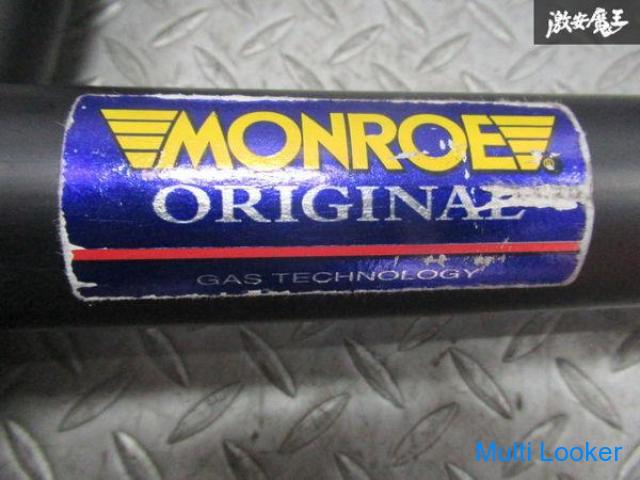 激安魔王
MONROE®
ORIGINAL
GAS TECHNOLOGY
Multi Looker